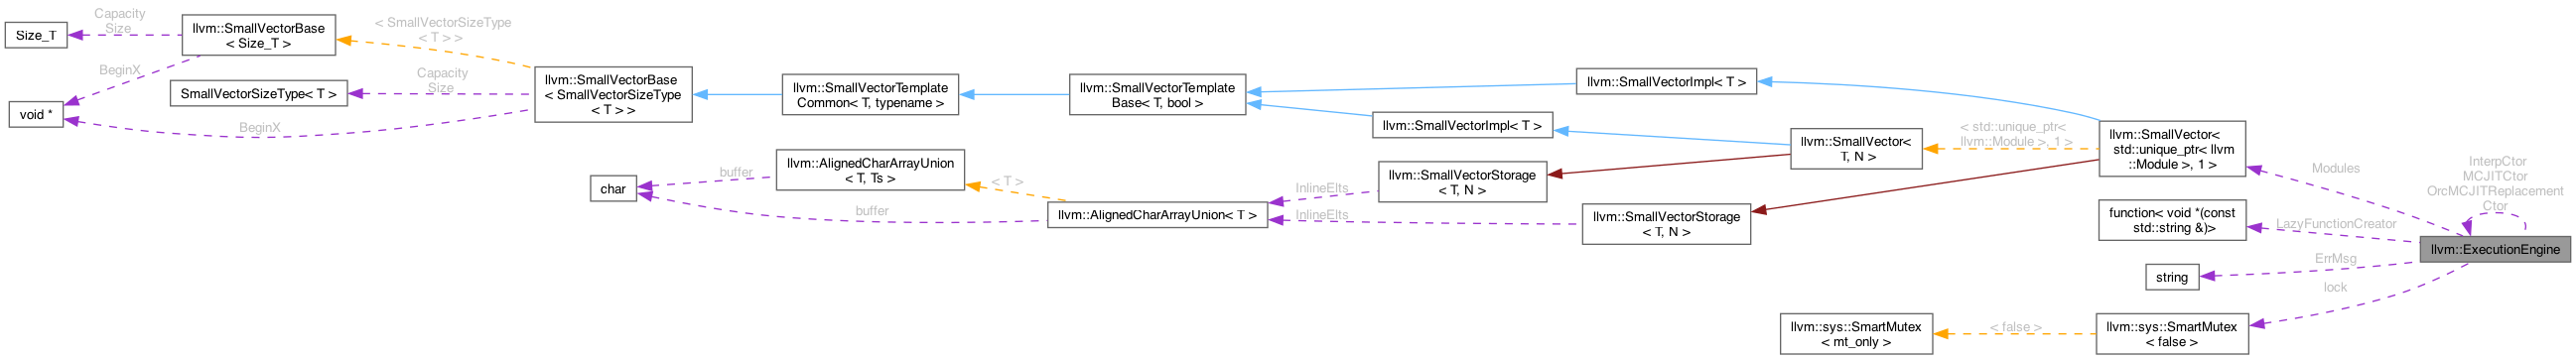 Size_T
Capacity
Size
llvm::SmallVectorBase
< Size_T >
< SmallVectorSizeType
< T > >
BeginX
void *
SmallVectorSizeType< T >
Capacity
Size
BeginX
llvm::SmallVectorBase
< SmallVectorSizeType
< T > >
llvm::SmallVectorTemplate
Common< T, typename >
llvm::SmallVectorTemplate
Base< T, bool >
llvm::SmallVectorImpl< T >
llvm::SmallVectorImpl< T >
llvm::SmallVector<
T, N >
< std::unique_ptr<
llvm::Module >, 1 >
llvm::SmallVector<
std::unique_ptr< llvm
::Module >, 1 >
char
buffer
buffer
llvm::AlignedCharArrayUnion
< T, Ts >
< T >
llvm::AlignedCharArrayUnion< T >
InlineElts
InlineElts
llvm::SmallVectorStorage
< T, N >
llvm::SmallVectorStorage
< T, N >
Modules
InterpCtor
MCJITCtor
OrcMCJITReplacement
Ctor
function< void *(const
std::string &)>
LazyFunctionCreator
llvm::ExecutionEngine
string
ErrMsg
lock
llvm::sys::SmartMutex
< mt_only >
< false >
llvm::sys::SmartMutex
< false >